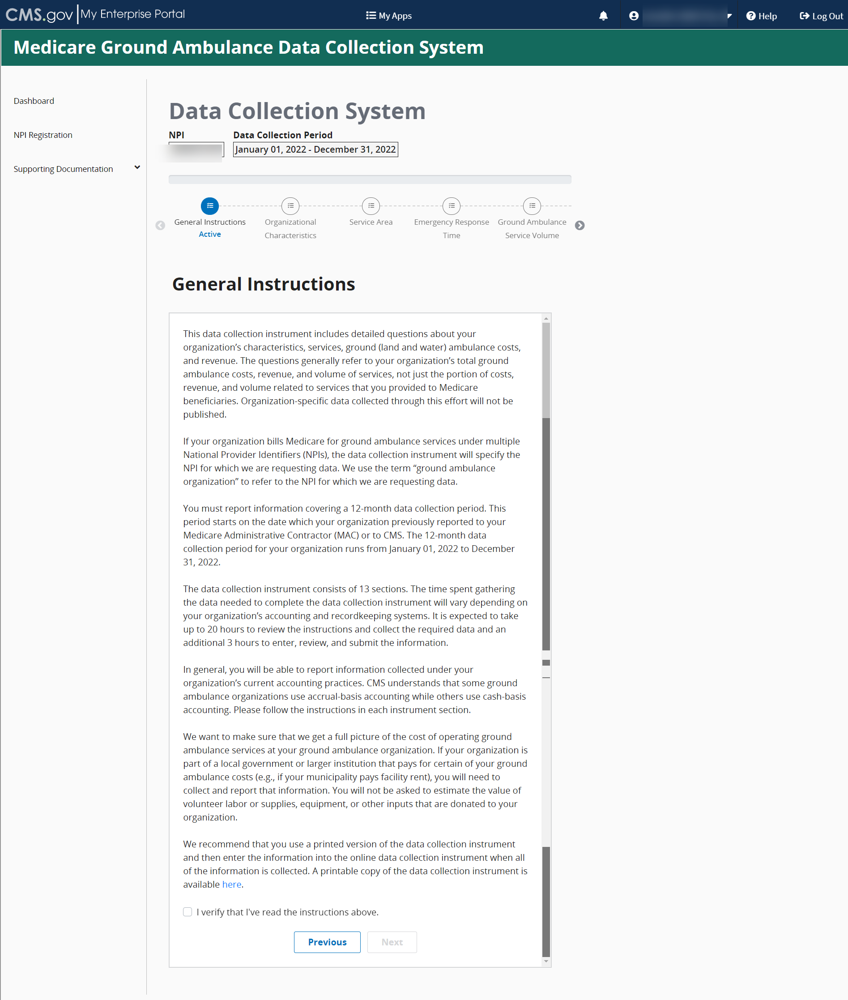 CMS.gov My Enterprise Portal
My Apps
Help
Log Out
Medicare Ground Ambulance Data Collection System
Dashboard
NPI Registration
Supporting Documentation
Data Collection System
NPI
Data Collection Period
January 01, 2022 - December 31, 2022
General Instructions
Active
Organizational
Characteristics
Service Area
Emergency Response
Time
Ground Ambulance
Service Volume
General Instructions
This data collection instrument includes detailed questions about your
organization’s characteristics, services, ground (land and water) ambulance costs,
and revenue. The questions generally refer to your organization’s total ground
ambulance costs, revenue, and volume of services, not just the portion of costs,
revenue, and volume related to services that you provided to Medicare
beneficiaries. Organization-specific data collected through this effort will not be
published.
If your organization bills Medicare for ground ambulance services under multiple
National Provider Identifiers (NPIs), the data collection instrument will specify the
NPI for which we are requesting data. We use the term “ground ambulance
organization” to refer to the NPI for which we are requesting data.
You must report information covering a 12-month data collection period. This
period starts on the date which your organization previously reported to your
Medicare Administrative Contractor (MAC) or to CMS. The 12-month data
collection period for your organization runs from January 01, 2022 to December
31, 2022.
The data collection instrument consists of 13 sections. The time spent gathering
the data needed to complete the data collection instrument will vary depending on
your organization’s accounting and recordkeeping systems. It is expected to take
up to 20 hours to review the instructions and collect the required data and an
additional 3 hours to enter, review, and submit the information.
In general, you will be able to report information collected under your
organization’s current accounting practices. CMS understands that some ground
ambulance organizations use accrual-basis accounting while others use cash-basis
accounting. Please follow the instructions in each instrument section.
We want to make sure that we get a full picture of the cost of operating ground
ambulance services at your ground ambulance organization. If your organization is
part of a local government or larger institution that pays for certain of your ground
ambulance costs (e.g., if your municipality pays facility rent), you will need to
collect and report that information. You will not be asked to estimate the value of
volunteer labor or supplies, equipment, or other inputs that are donated to your
organization.
We recommend that you use a printed version of the data collection instrument
and then enter the information into the online data collection instrument when all
of the information is collected. A printable copy of the data collection instrument is
available here.
I verify that I've read the instructions above.
Previous
Next